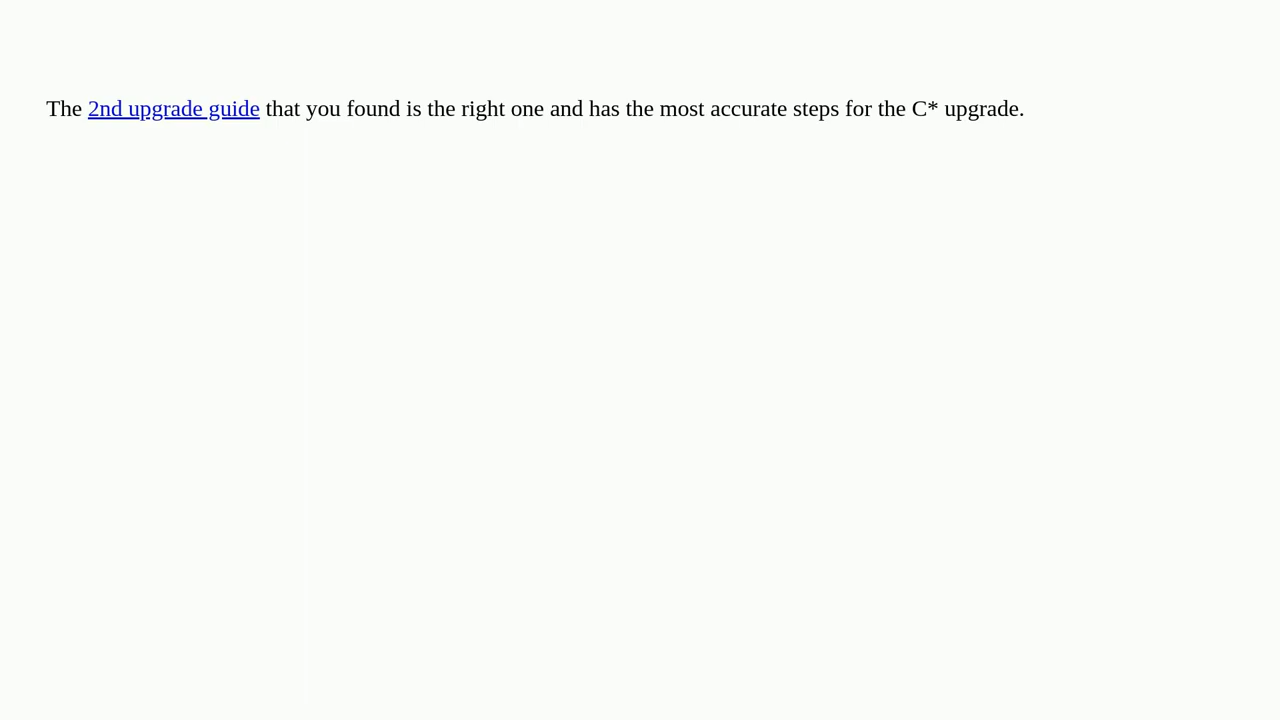 The 2nd upgrade guide that you found is the right one and has the most accurate steps for the C* upgrade.